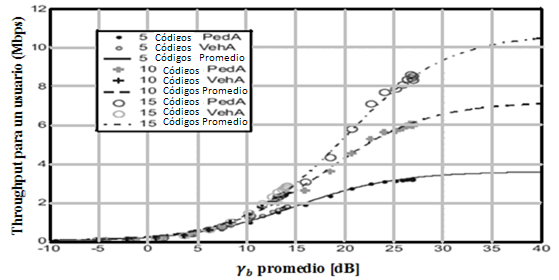 12
10
8
6
4
2
0
Throughput para un usuario (Mbps)
5 Códigos PedA
5 Códigos VehA
5 Códigos Promedio
10 Códigos PedA
10 Códigos VehA
10 Códigos Promedio
15 Códigos PedA
15 Códigos VehA
15 Códigos Promedio
-10 -5 0 5 10 15 20 25 30 35 40
γb promedio [dB]